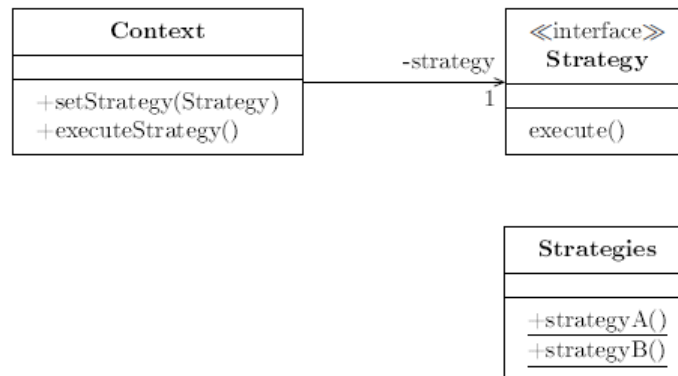 Context
+setStrategy(Strategy)
+executeStrategy()
-strategy
1
≪interface≫
Strategy
execute()
Strategies
+strategyA()
+strategyB()